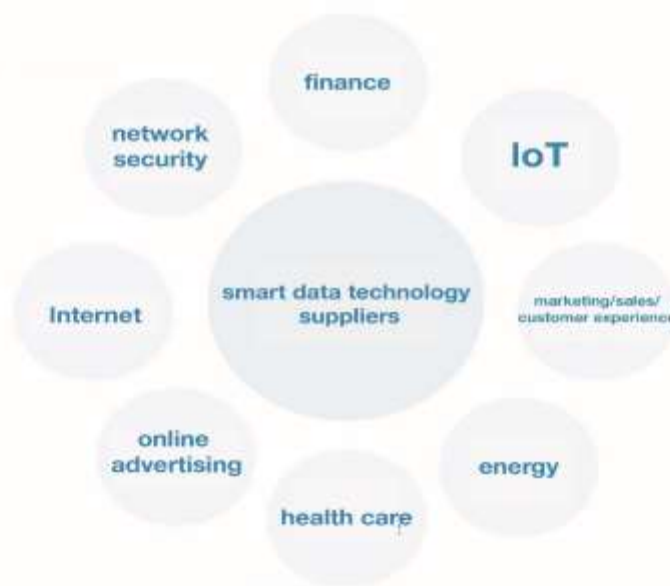 finance
network
security
IoT
smart data technology
suppliers
marketing/sales/
customer experience
Internet
online
advertising
energy
health care